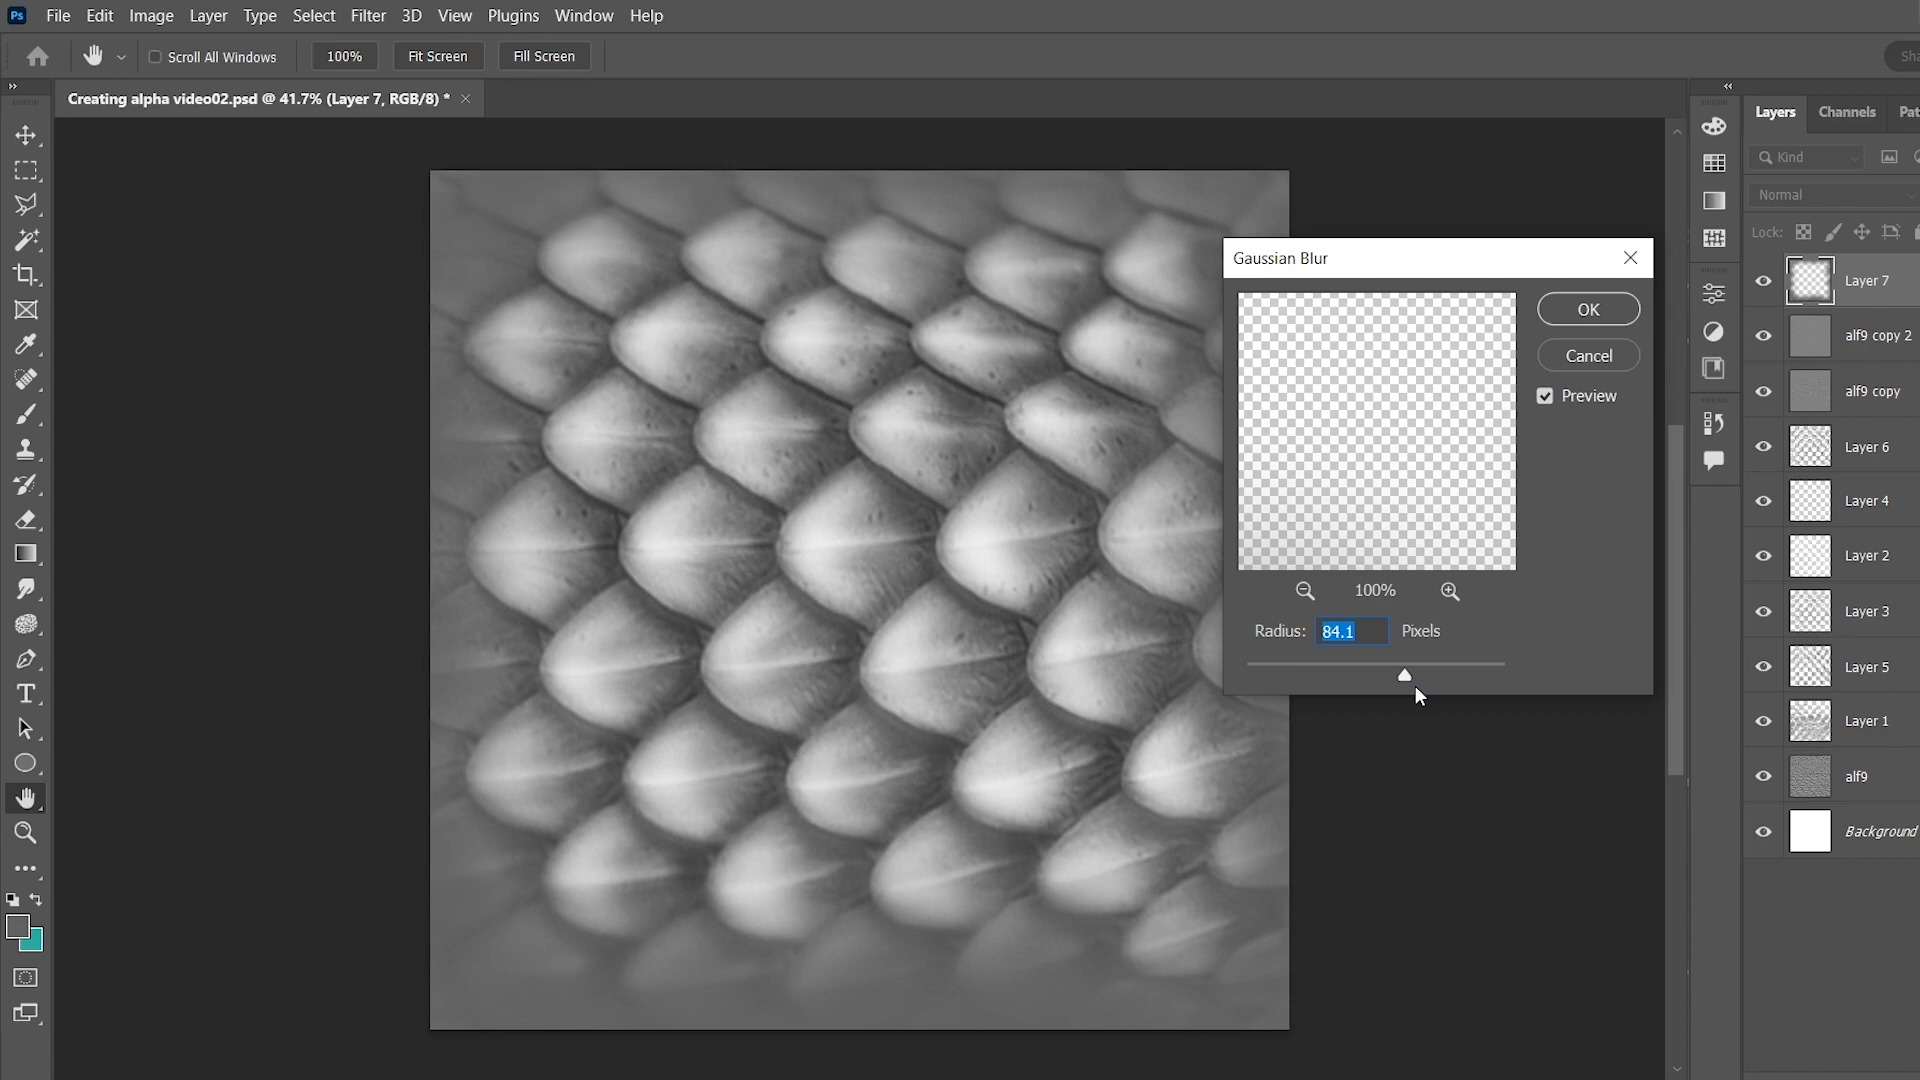 Ps File Edit Image Layer Type Select Filter 3D View Plugins Window Help
Scroll All Windows 100% Fit Screen Fill Screen Sha
Creating alpha video02.psd @ 41.7% (Layer 7, RGB/8) *
Layers Channels Pat
Kind
Normal
Lock:
Layer 7
alf9 copy 2
alf9 copy
Layer 6
Layer 4
Layer 2
Layer 3
Layer 5
Layer 1
alf9
Background
Gaussian Blur
OK
Cancel
Preview
100%
Radius: 84.1 Pixels